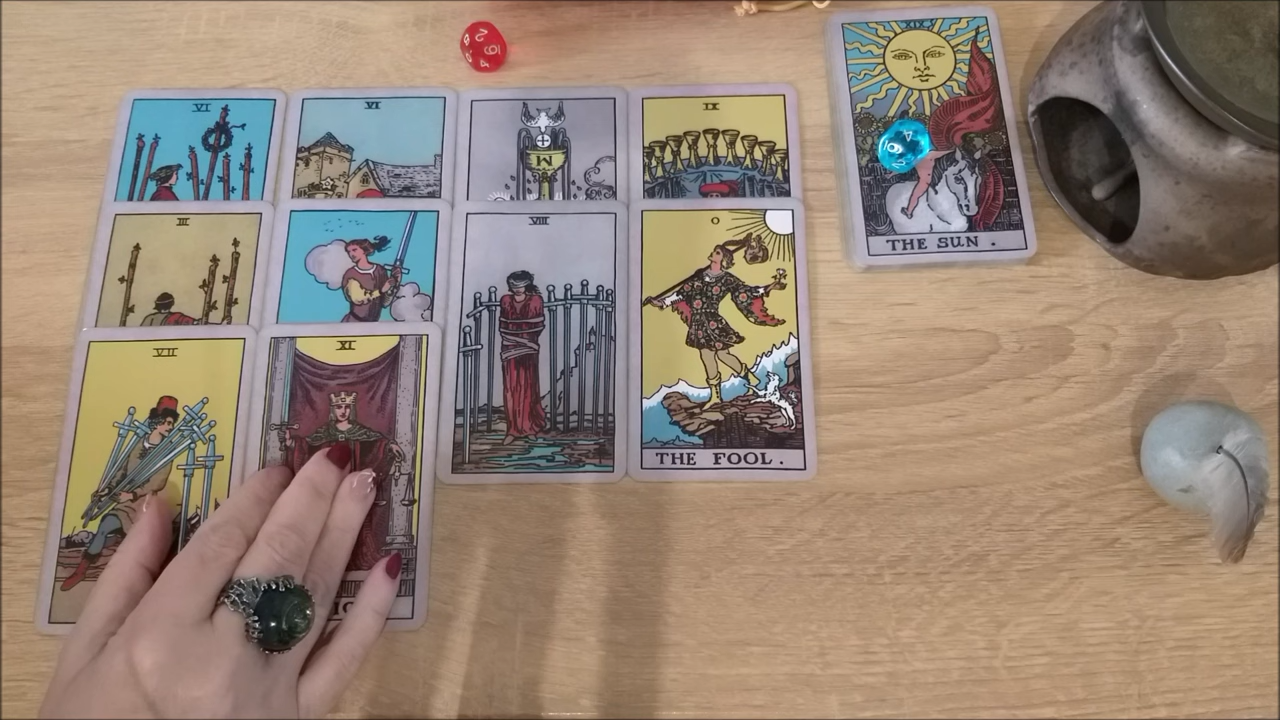 VI
VI
IX
XIX
THE SUN .
III
VIII
0
THE FOOL .
VII
XI